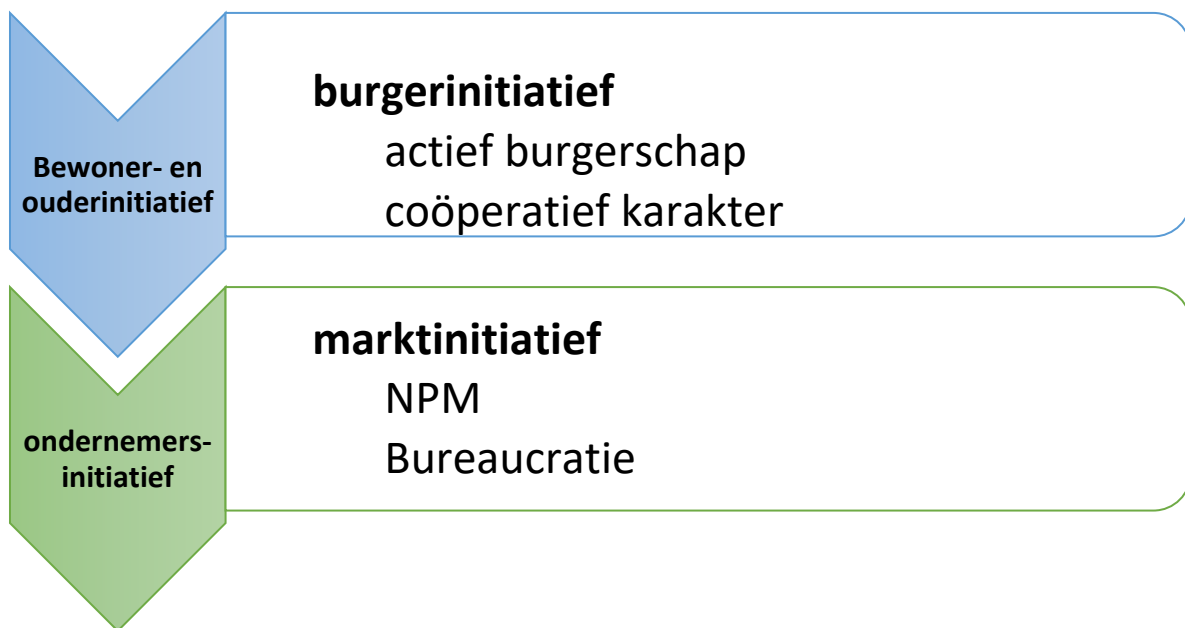 Bewoner- en
ouderinitiatief
burgerinitiatief
actief burgerschap
coöperatief karakter
ondernemers-
initiatief
marktinitiatief
NPM
Bureaucratie